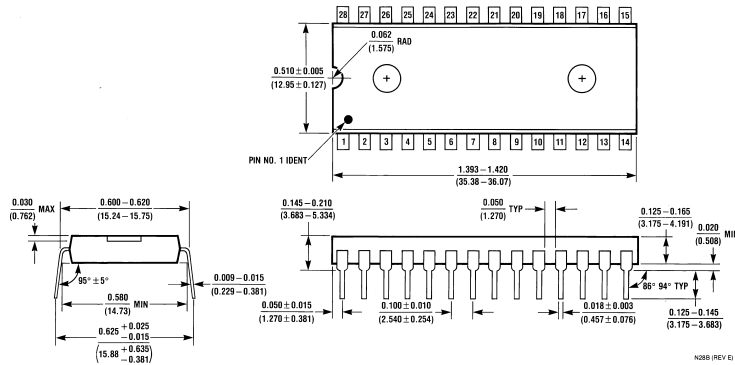 28 27 26 25 24 23 22 21 20 19 18 17 16 15
0.062
(1.575)
RAD
0.510 ± 0.005
(12.95 ± 0.127)
PIN NO. 1 IDENT
1 2 3 4 5 6 7 8 9 10 11 12 13 14
1.393 – 1.420
(35.38 – 36.07)
0.030
(0.762)
MAX
0.600 – 0.620
(15.24 – 15.75)
95° ± 5°
0.580
(14.73)
MIN
0.009 – 0.015
(0.229 – 0.381)
0.625 +0.025
-0.015
(15.88 +0.635
-0.381)
0.145 – 0.210
(3.683 – 5.334)
0.050
(1.270)
TYP
0.125 – 0.165
(3.175 – 4.191)
0.020
(0.508)
MI
86° 94° TYP
0.050 ± 0.015
(1.270 ± 0.381)
0.100 ± 0.010
(2.540 ± 0.254)
0.018 ± 0.003
(0.457 ± 0.076)
0.125 – 0.145
(3.175 – 3.683)
N28B (REV E)